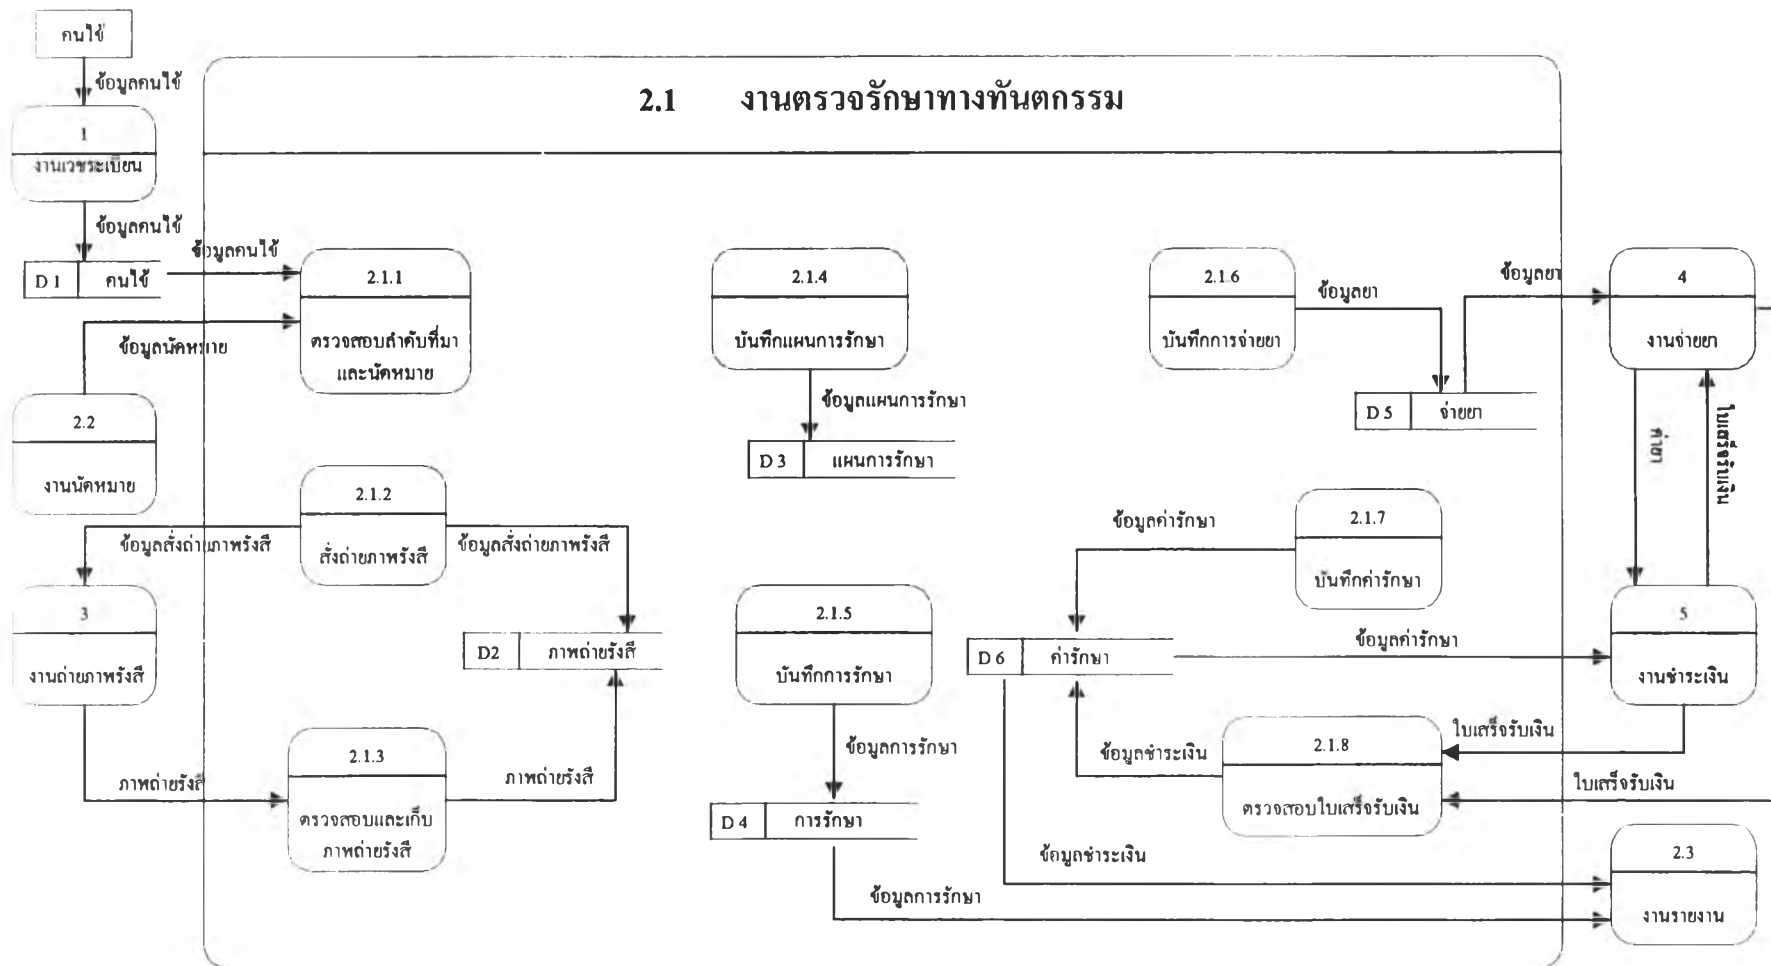 คนไข้
ข้อมูลคนไข้
2.1 งานตรวจรักษาทางทันตกรรม
1
งานเวชระเบียน
ข้อมูลคนไข้
D 1 คนไข้
ข้อมูลคนไข้
2.1.1
ตรวจสอบลำดับที่มา
และนัดหมาย
ข้อมูลนัดหมาย
2.2
งานนัดหมาย
2.1.2
สั่งถ่ายภาพรังสี
ข้อมูลสั่งถ่ายภาพรังสี
ข้อมูลสั่งถ่ายภาพรังสี
3
งานถ่ายภาพรังสี
D2 ภาพถ่ายรังสี
ภาพถ่ายรังสี
2.1.3
ตรวจสอบและเก็บ
ภาพถ่ายรังสี
ภาพถ่ายรังสี
2.1.4
บันทึกแผนการรักษา
ข้อมูลแผนการรักษา
D 3 แผนการรักษา
2.1.5
บันทึกการรักษา
ข้อมูลการรักษา
D 4 การรักษา
ข้อมูลการรักษา
2.1.6
บันทึกการจ่ายยา
ข้อมูลยา
D 5 จ่ายยา
ข้อมูลยา
4
งานจ่ายยา
ค่ายา
ใบเสร็จรับเงิน
2.1.7
บันทึกค่ารักษา
ข้อมูลค่ารักษา
D 6 ค่ารักษา
ข้อมูลค่ารักษา
5
งานชำระเงิน
ใบเสร็จรับเงิน
2.1.8
ตรวจสอบใบเสร็จรับเงิน
ข้อมูลชำระเงิน
ใบเสร็จรับเงิน
ข้อมูลชำระเงิน
2.3
งานรายงาน